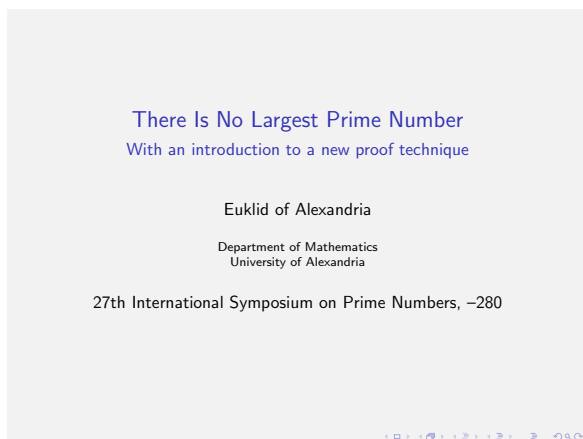 There Is No Largest Prime Number
With an introduction to a new proof technique
Euklid of Alexandria
Department of Mathematics
University of Alexandria
27th International Symposium on Prime Numbers, –280